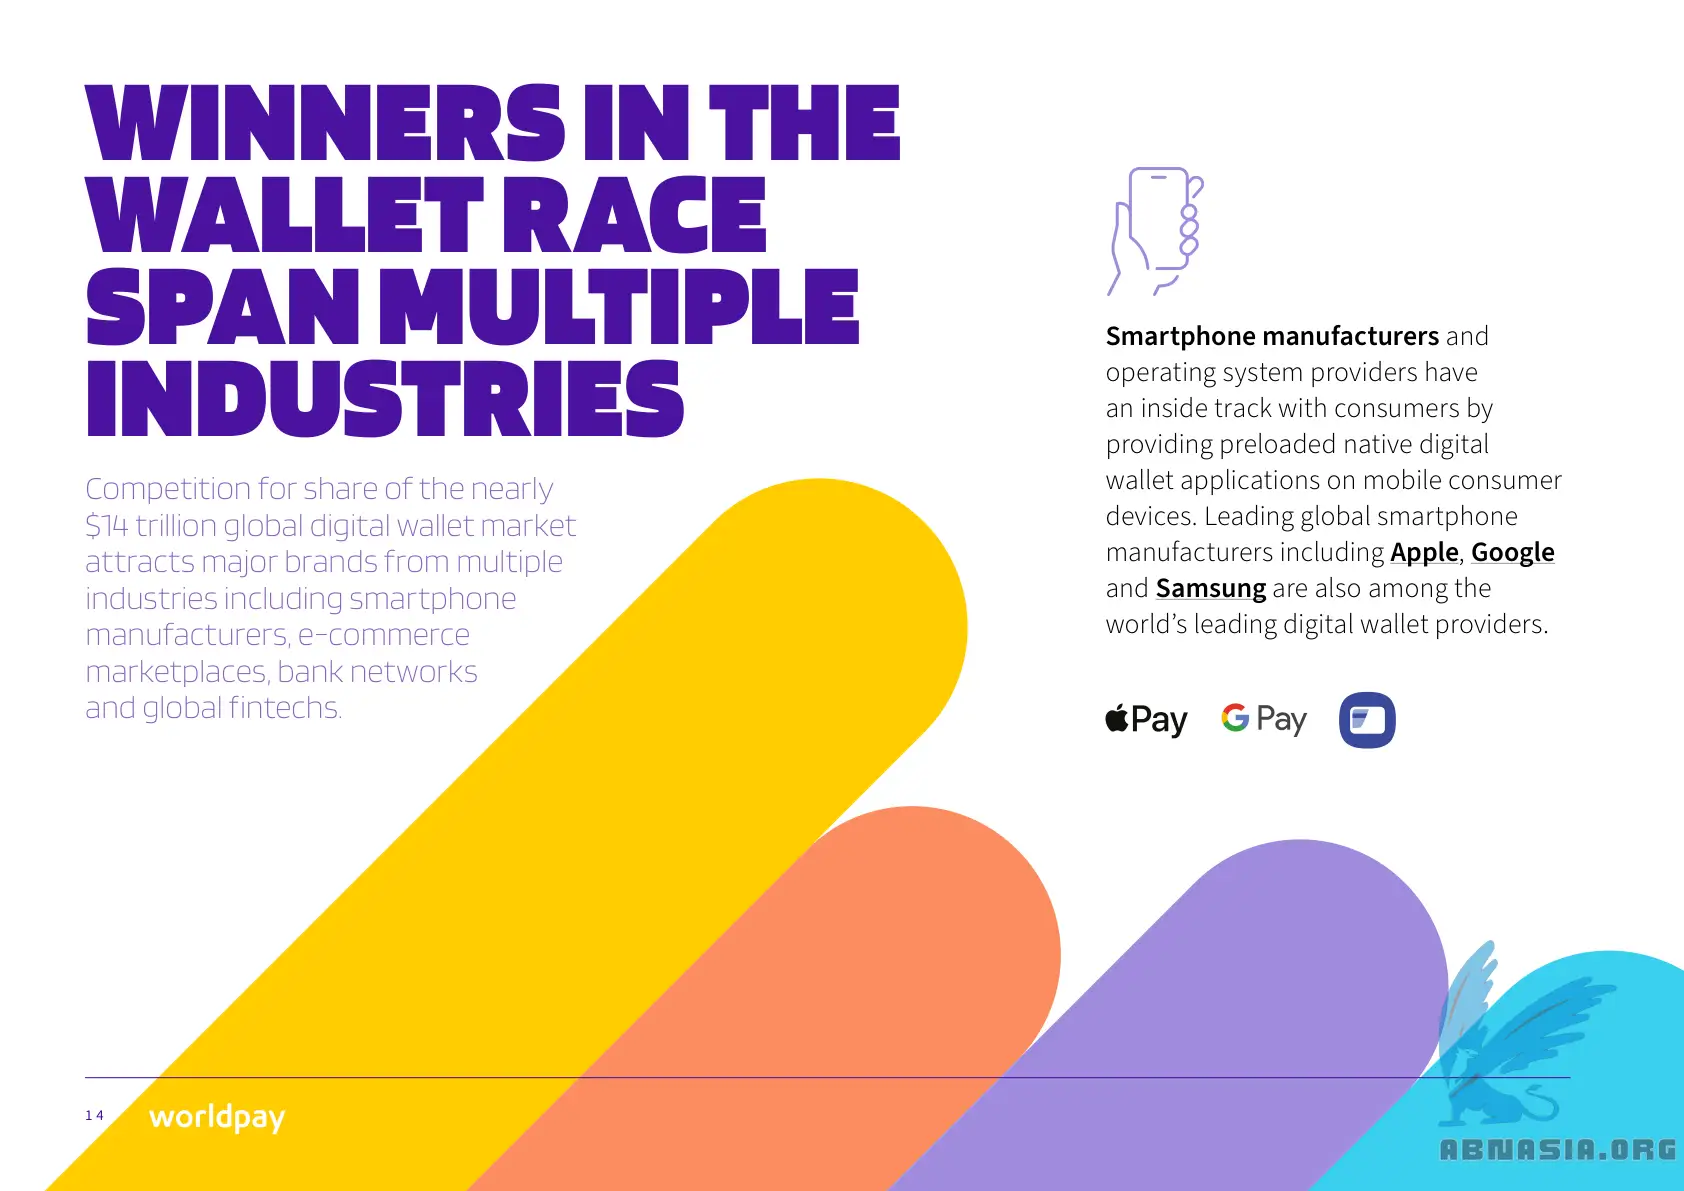 WINNERS IN THE
WALLET RACE
SPAN MULTIPLE
INDUSTRIES
Competition for share of the nearly
$14 trillion global digital wallet market
attracts major brands from multiple
industries including smartphone
manufacturers, e-commerce
marketplaces, bank networks
and global fintechs.
Smartphone manufacturers and
operating system providers have
an inside track with consumers by
providing preloaded native digital
wallet applications on mobile consumer
devices. Leading global smartphone
manufacturers including Apple, Google
and Samsung are also among the
world’s leading digital wallet providers.
Pay
G Pay
14
worldpay
ABNASIA.ORG